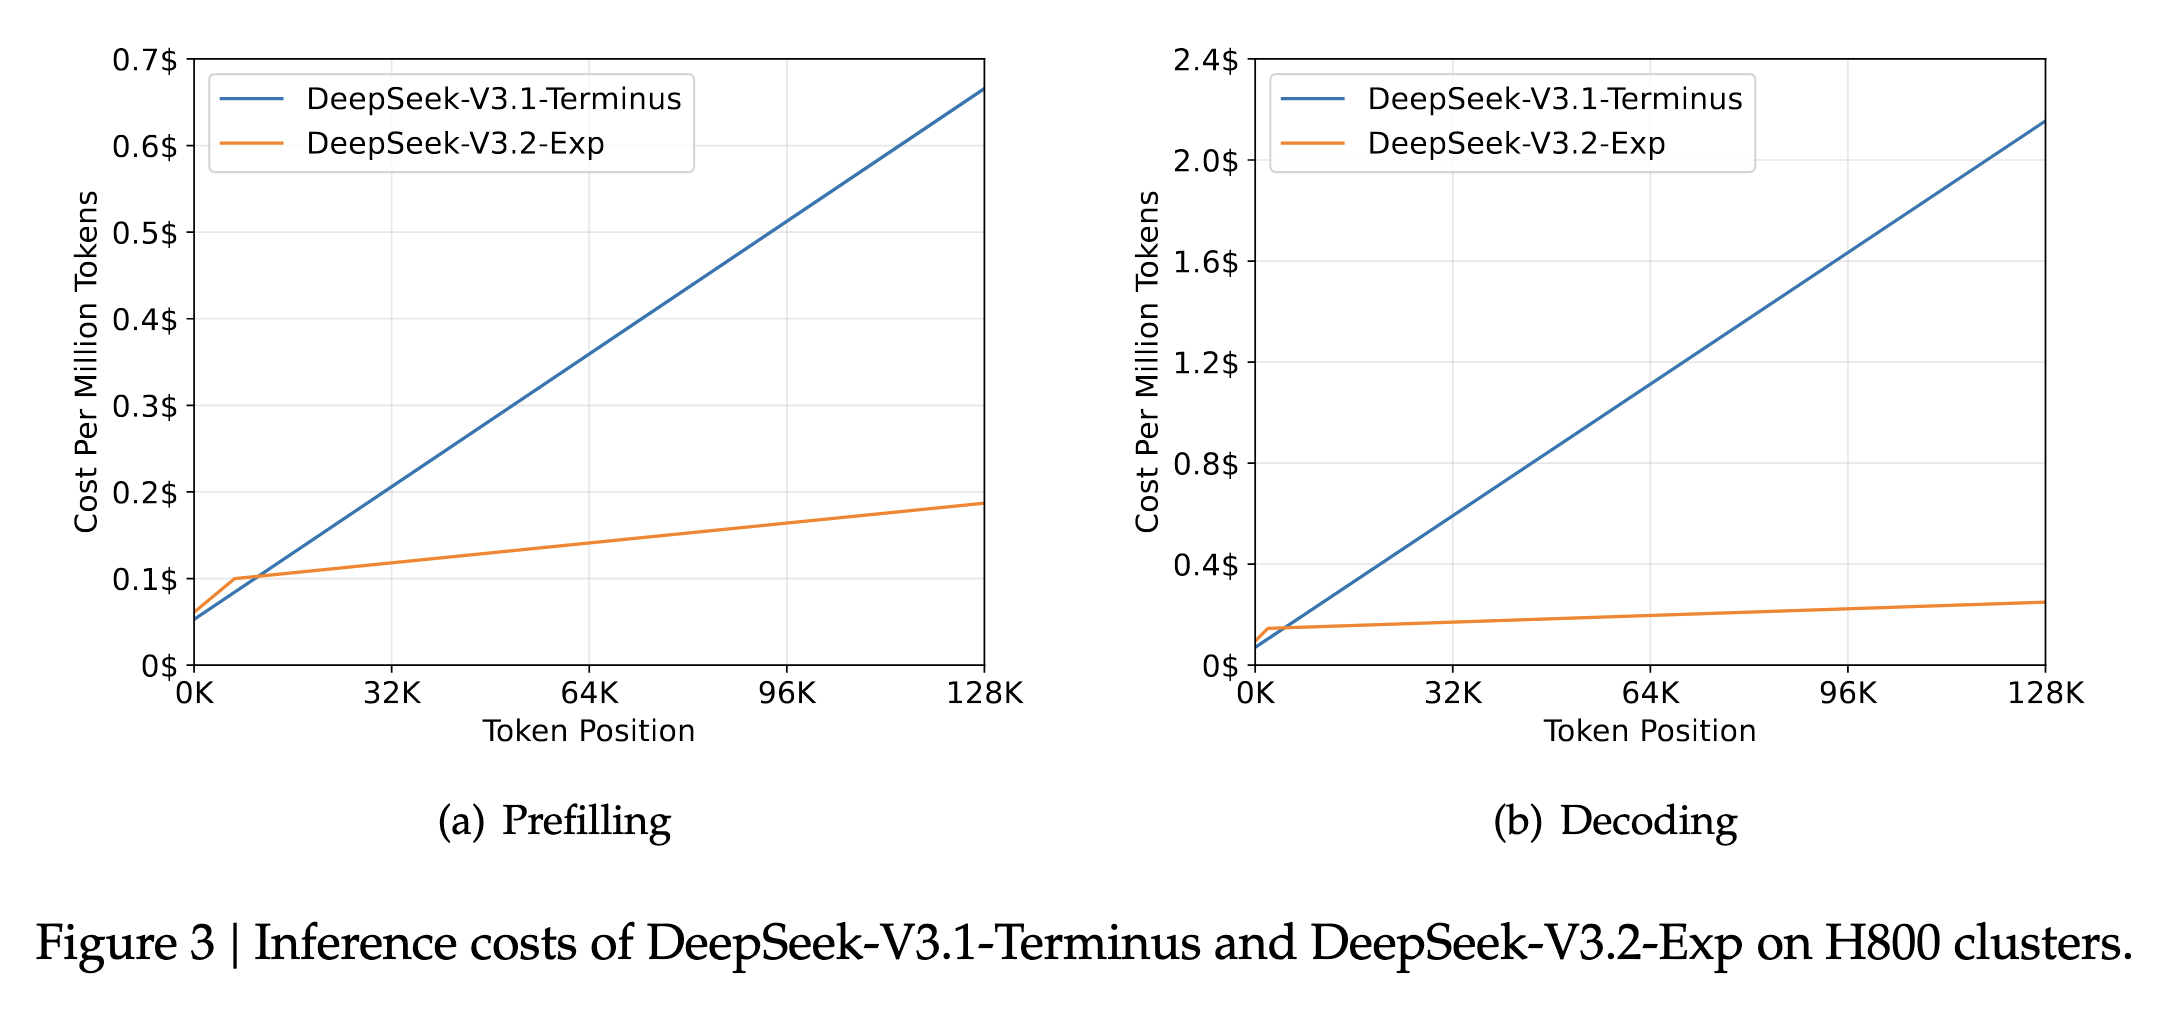 0.7$
0.6$
0.5$
0.4$
0.3$
0.2$
0.1$
0$
Cost Per Million Tokens
DeepSeek-V3.1-Terminus
DeepSeek-V3.2-Exp
0K 32K 64K 96K 128K
Token Position
(a) Prefilling
2.4$
2.0$
1.6$
1.2$
0.8$
0.4$
0$
Cost Per Million Tokens
DeepSeek-V3.1-Terminus
DeepSeek-V3.2-Exp
0K 32K 64K 96K 128K
Token Position
(b) Decoding
Figure 3 | Inference costs of DeepSeek-V3.1-Terminus and DeepSeek-V3.2-Exp on H800 clusters.